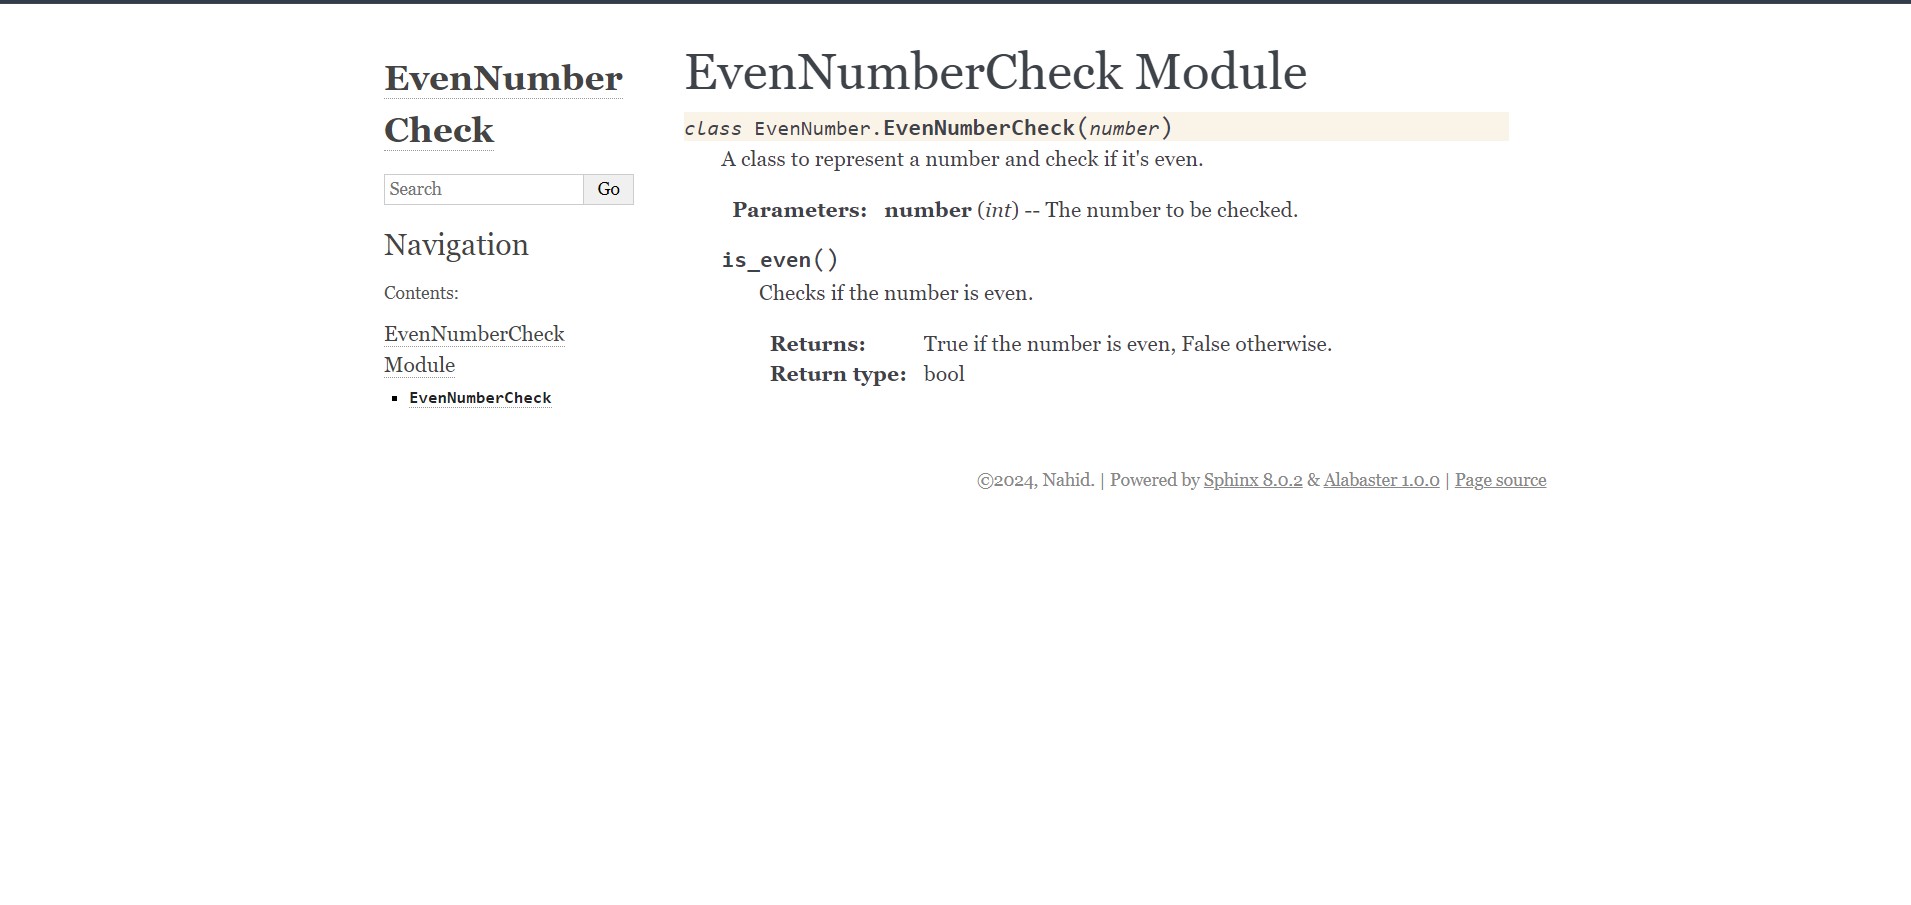 EvenNumber
Check
Search
Go
Navigation
Contents:
EvenNumberCheck
Module
EvenNumberCheck
EvenNumberCheck Module
class EvenNumber.EvenNumberCheck(number)
A class to represent a number and check if it's even.
Parameters: number (int) -- The number to be checked.
is_even()
Checks if the number is even.
Returns: True if the number is even, False otherwise.
Return type: bool
©2024, Nahid. | Powered by Sphinx 8.0.2 & Alabaster 1.0.0 | Page source